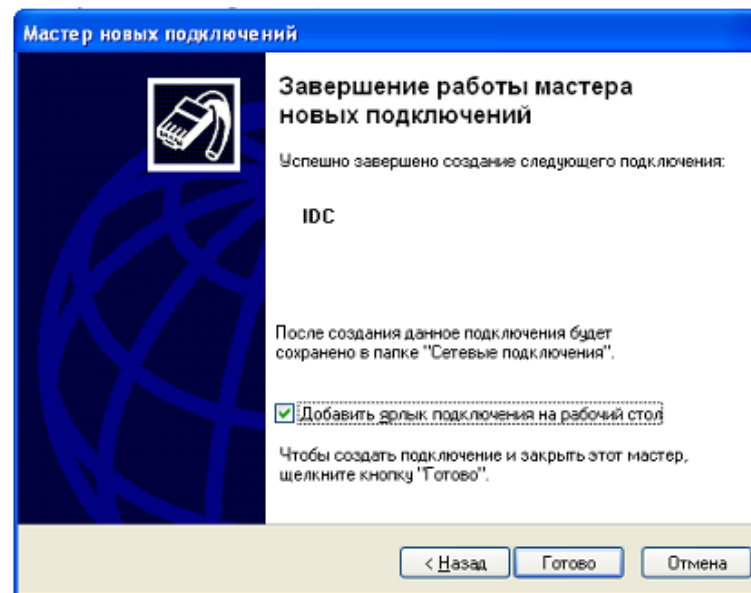 Мастер новых подключений
Завершение работы мастера
новых подключений
Успешно завершено создание следующего подключения:
IDC
После создания данное подключения будет
сохранено в папке "Сетевые подключения".
Добавить ярлык подключения на рабочий стол
Чтобы создать подключение и закрыть этот мастер,
щелкните кнопку "Готово".
< Назад Готово Отмена